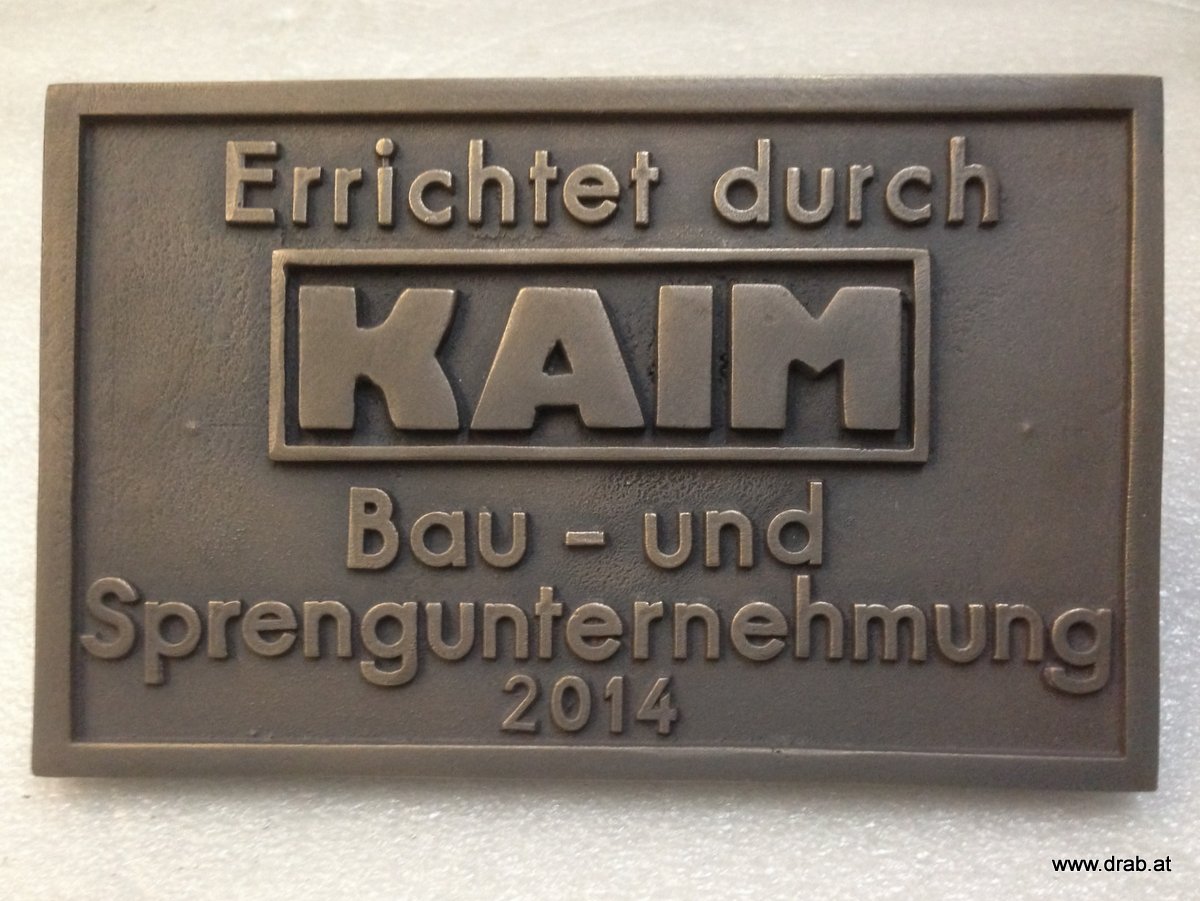 Errichtet durch
KAIM
Bau - und
Sprengunternehmung
2014
www.drab.at